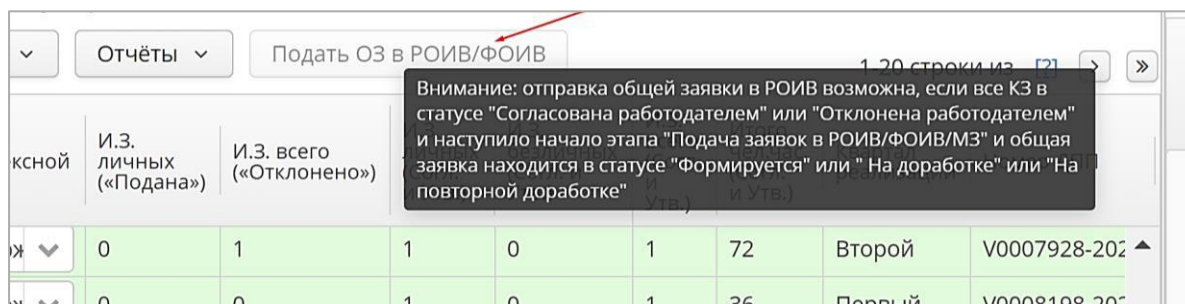 Отчёты
Подать ОЗ в РОИВ/ФОИВ
1-20 строки из [?]
Внимание: отправка общей заявки в РОИВ возможна, если все КЗ в
статусе "Согласована работодателем" или "Отклонена работодателем"
и наступило начало этапа "Подача заявок в РОИВ/ФОИВ/МЗ" и общая
заявка находится в статусе "Формируется" или " На доработке" или "На
повторной доработке"
ксной
И.З.
личных
(«Подана»)
И.З. всего
(«Отклонено»)
и
Утв.)
и Утв.)
ож 0 1 1 0 1 72 Второй V0007928-202
0 0 1 0 1 36 Первый V0008198-202